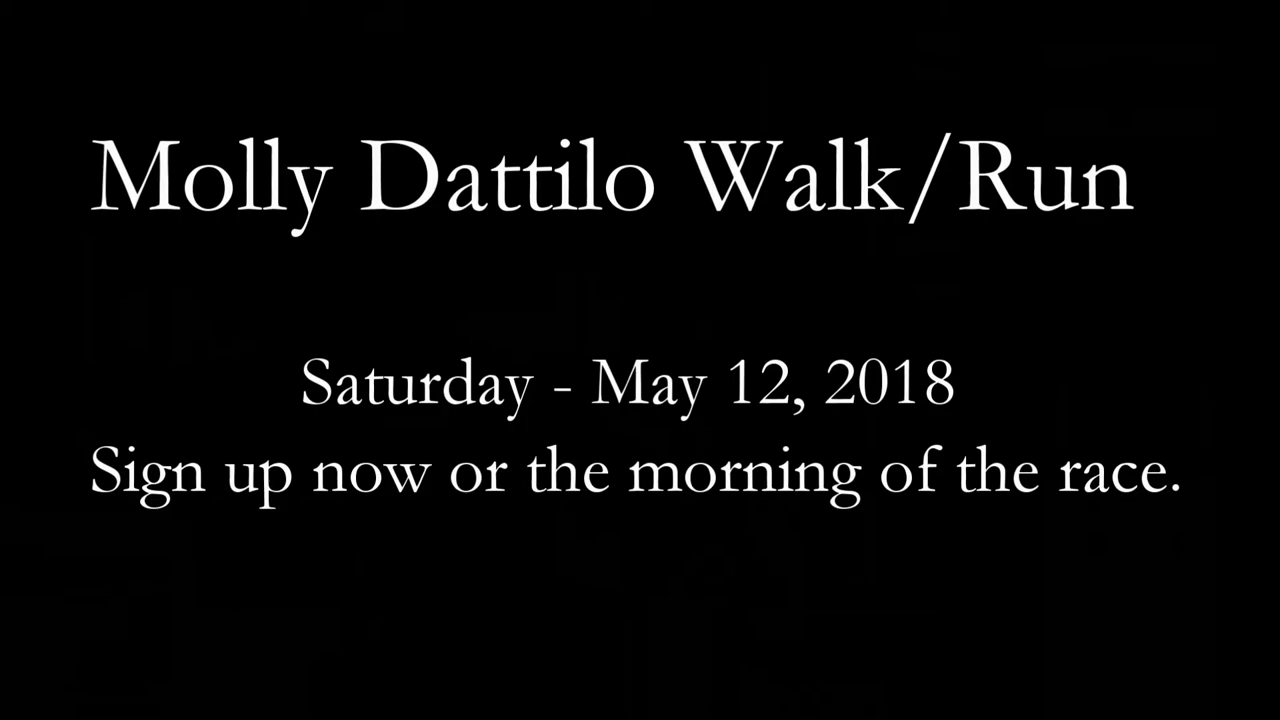 Molly Dattilo Walk/Run
Saturday - May 12, 2018
Sign up now or the morning of the race.